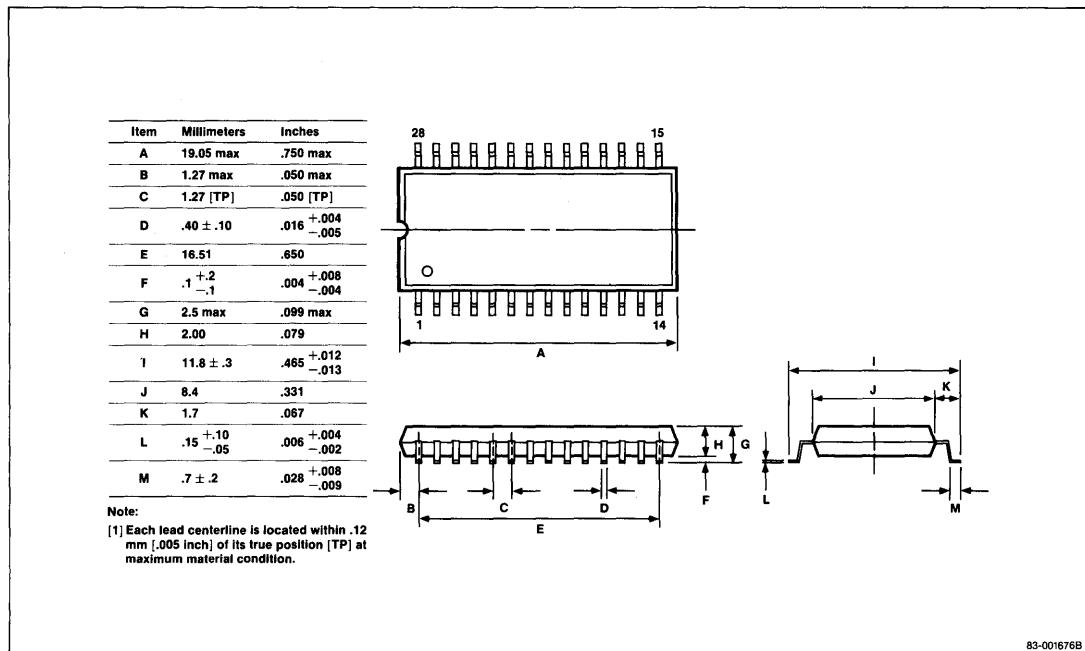 Item Millimeters Inches
A 19.05 max .750 max
B 1.27 max .050 max
C 1.27 [TP] .050 [TP]
D .40 ± .10 .016 +.004 −.005
E 16.51 .650
F .1 +.2 −.1 .004 +.008 −.004
G 2.5 max .099 max
H 2.00 .079
I 11.8 ± .3 .465 +.012 −.013
J 8.4 .331
K 1.7 .067
L .15 +.10 −.05 .006 +.004 −.002
M .7 ± .2 .028 +.008 −.009
Note:
[1] Each lead centerline is located within .12
mm [.005 inch] of its true position [TP] at
maximum material condition.
28 15
1 14
A
H G
F
B C D
E
I
J K
L M
83-001676B